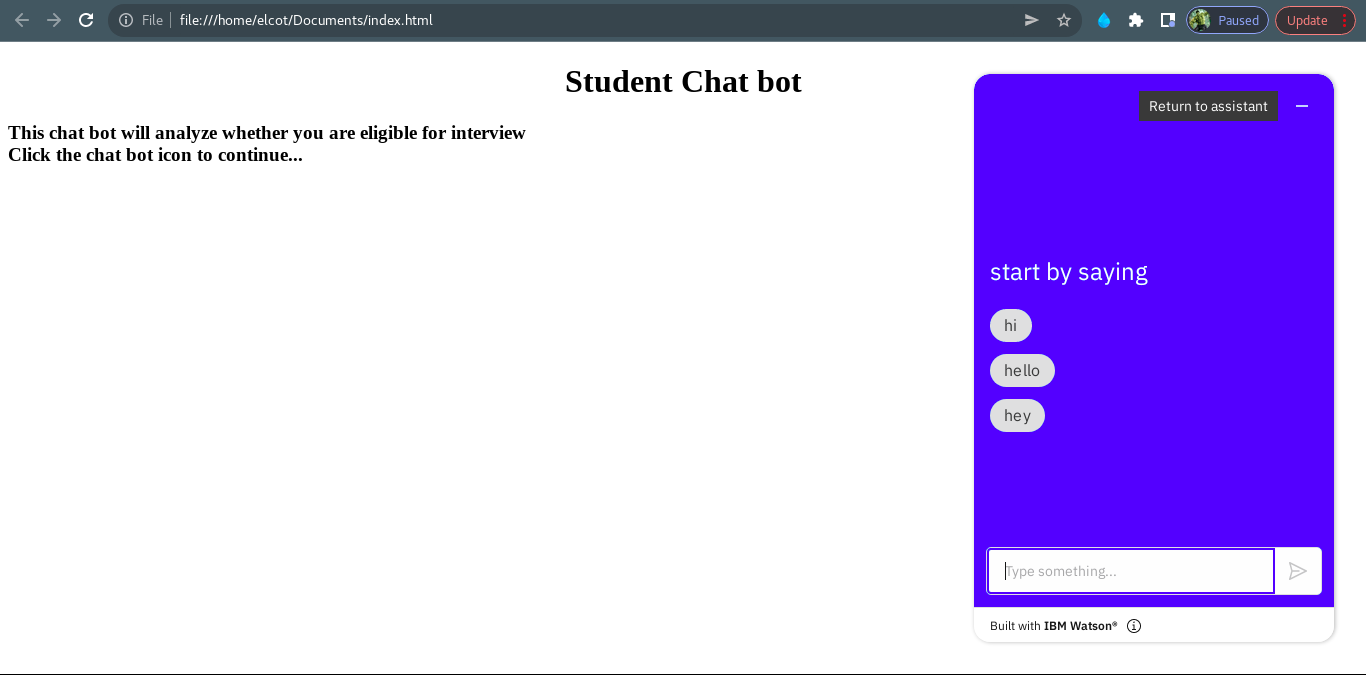 File file:///home/elcot/Documents/index.html Paused Update
Student Chat bot
This chat bot will analyze whether you are eligible for interview
Click the chat bot icon to continue...
Return to assistant
start by saying
hi
hello
hey
Type something...
Built with IBM Watson®